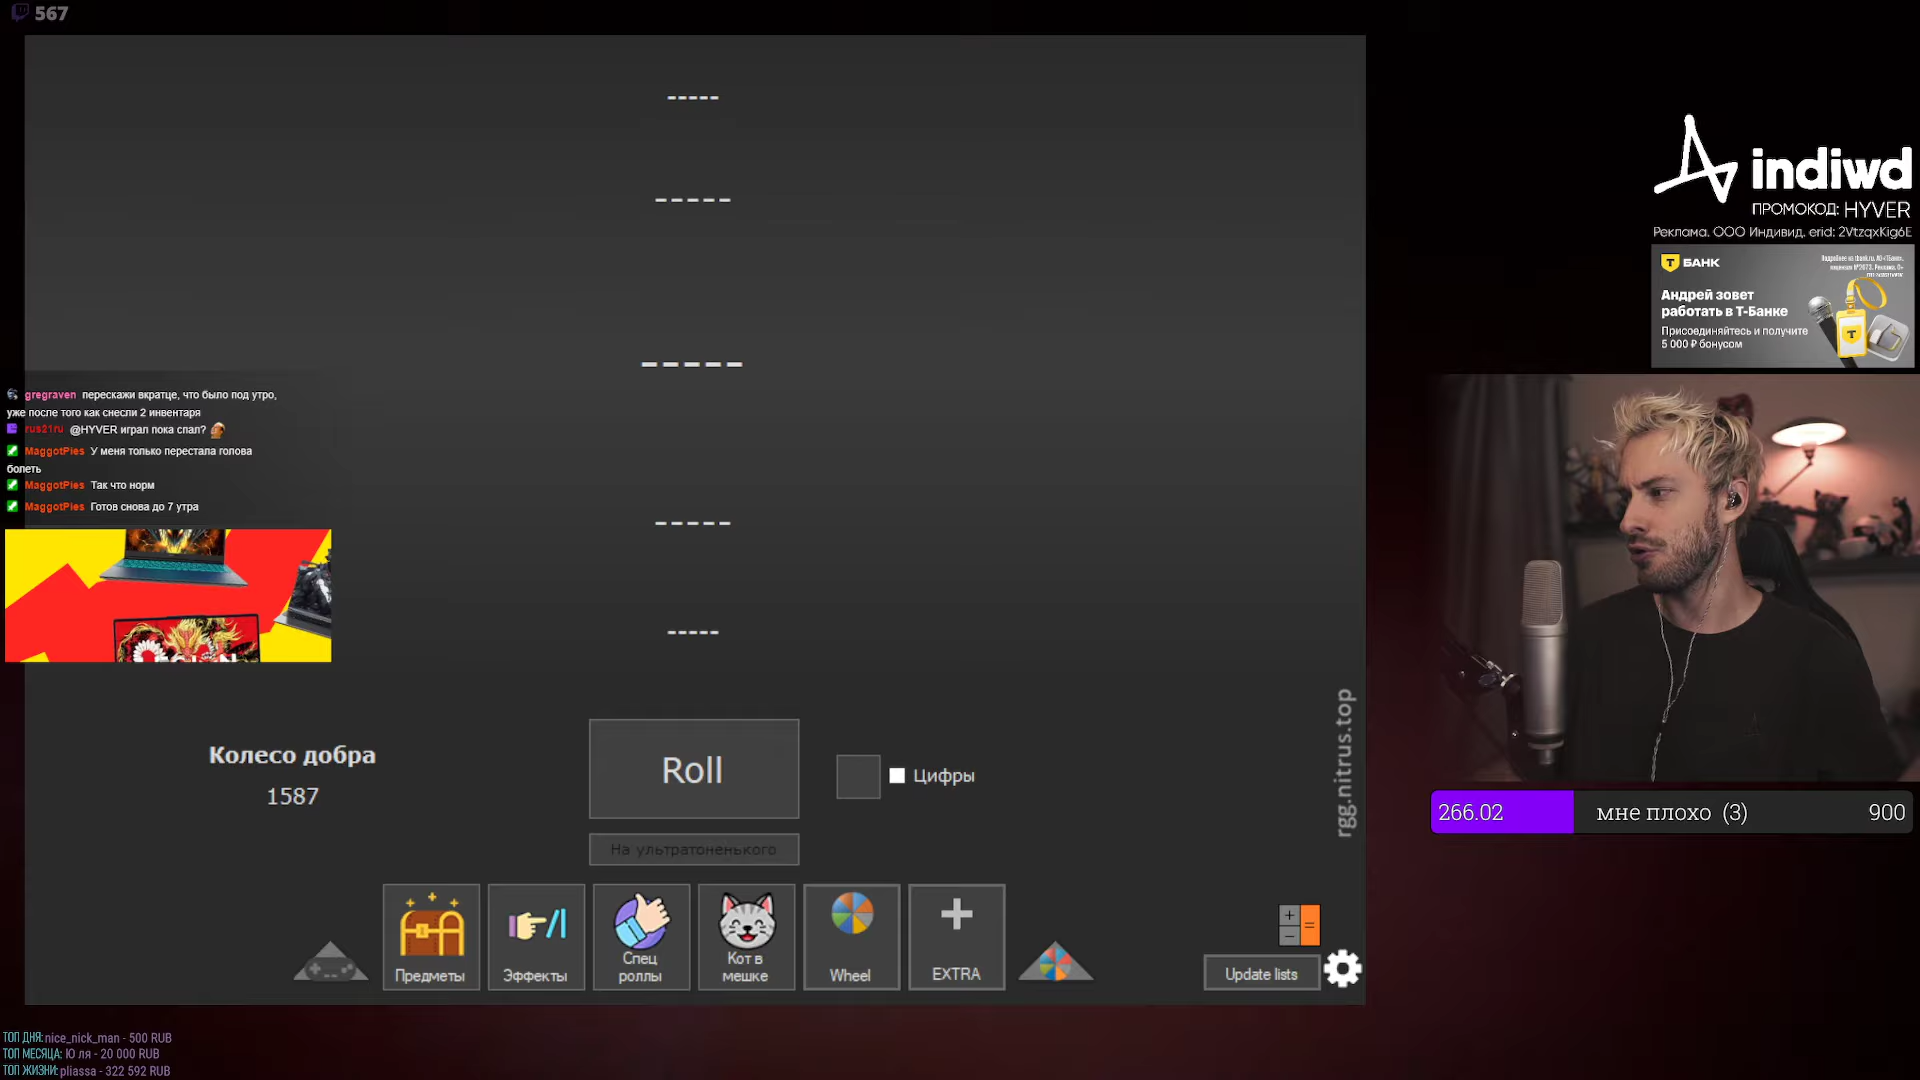 567
-----
-----
-----
-----
-----
indiwd
ПРОМОКОД: HYVER
Реклама. ООО Индивид. erid: 2VtzqxKig6E
Т БАНК
Андрей зовет
работать в Т-Банке
Присоединяйтесь и получите
5 000 ₽ бонусом
gregraven перескажи вкратце, что было под утро,
уже после того как снесли 2 инвентаря
rus21ru @HYVER играл пока спал?
MaggotPies У меня только перестала голова
болеть
MaggotPies Так что норм
MaggotPies Готов снова до 7 утра
Колесо добра
1587
Roll
Цифры
На ультратоненького
rgg.nitrus.top
266.02 мне плохо (3) 900
Предметы
Эффекты
Спец
роллы
Кот в
мешке
Wheel
EXTRA
Update lists
ТОП ДНЯ: nice_nick_man - 500 RUB
ТОП МЕСЯЦА: Ю ля - 20 000 RUB
ТОП ЖИЗНИ: pliassa - 322 592 RUB